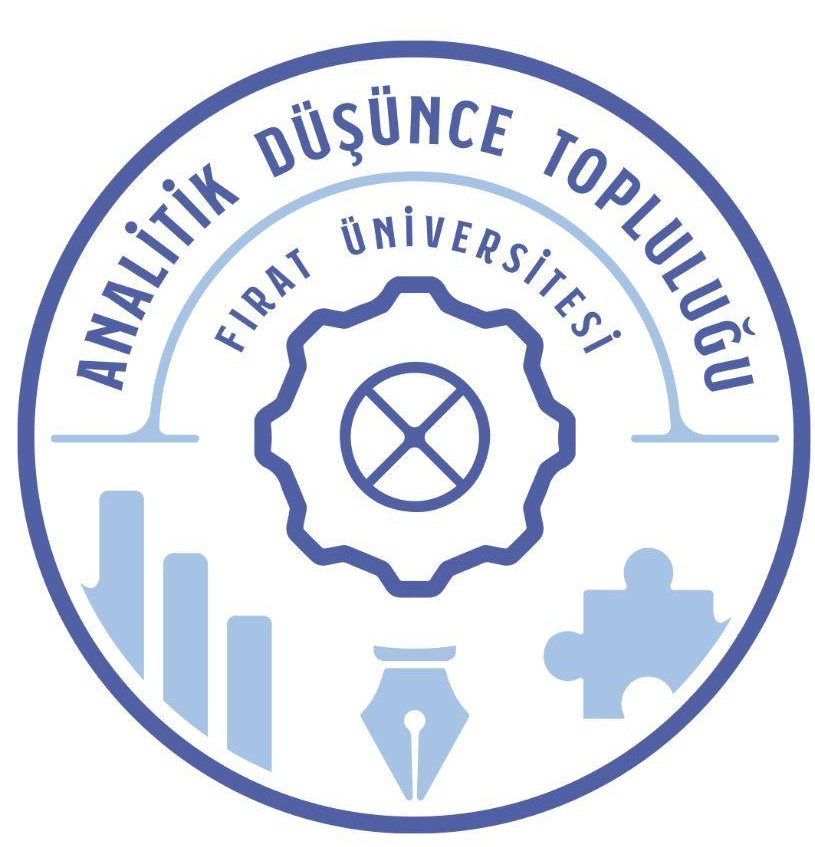 ANALİTİK DÜŞÜNCE TOPLULUĞU
FIRAT ÜNİVERSİTESİ